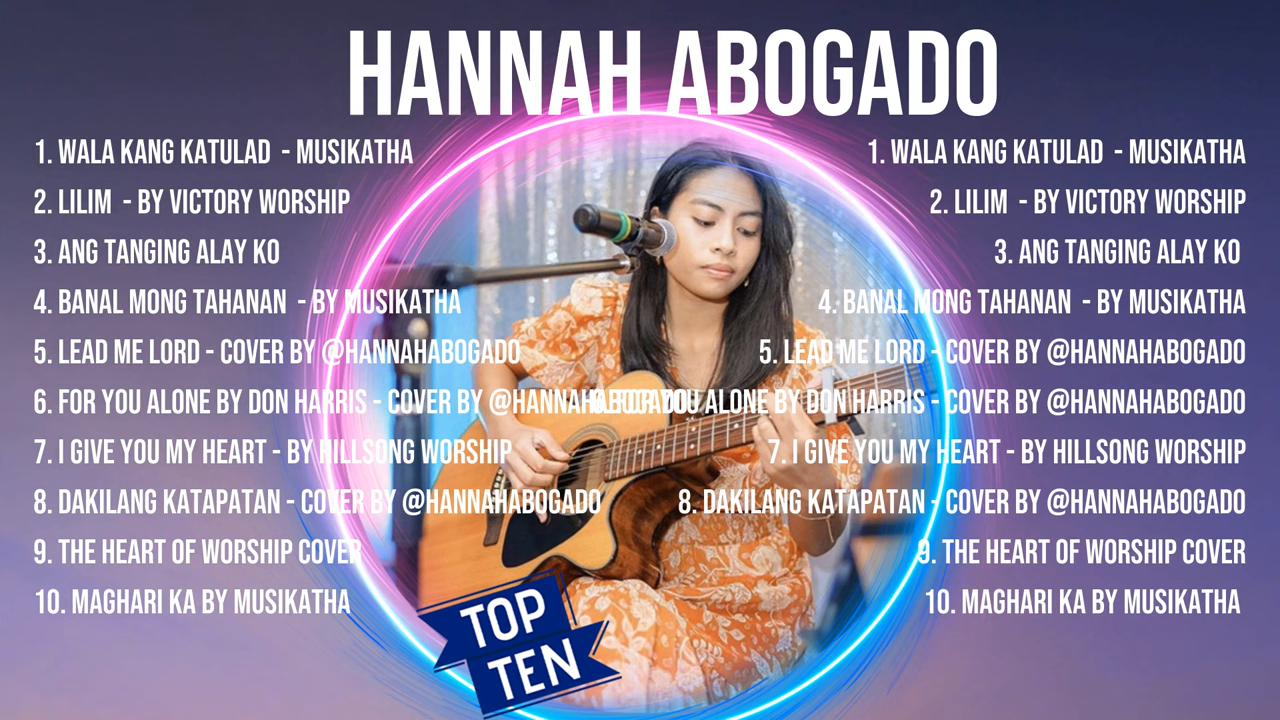 HANNAH ABOGADO
1. WALA KANG KATULAD - MUSIKATHA
2. LILIM - BY VICTORY WORSHIP
3. ANG TANGING ALAY KO
4. BANAL MONG TAHANAN - BY MUSIKATHA
5. LEAD ME LORD - COVER BY @HANNAHABOGADO
6. FOR YOU ALONE BY DON HARRIS - COVER BY @HANNAHABOGADO
7. I GIVE YOU MY HEART - BY HILLSONG WORSHIP
8. DAKILANG KATAPATAN - COVER BY @HANNAHABOGADO
9. THE HEART OF WORSHIP COVER
10. MAGHARI KA BY MUSIKATHA
1. WALA KANG KATULAD - MUSIKATHA
2. LILIM - BY VICTORY WORSHIP
3. ANG TANGING ALAY KO
4. BANAL MONG TAHANAN - BY MUSIKATHA
5. LEAD ME LORD - COVER BY @HANNAHABOGADO
6. FOR YOU ALONE BY DON HARRIS - COVER BY @HANNAHABOGADO
7. I GIVE YOU MY HEART - BY HILLSONG WORSHIP
8. DAKILANG KATAPATAN - COVER BY @HANNAHABOGADO
9. THE HEART OF WORSHIP COVER
10. MAGHARI KA BY MUSIKATHA
TOP
TEN